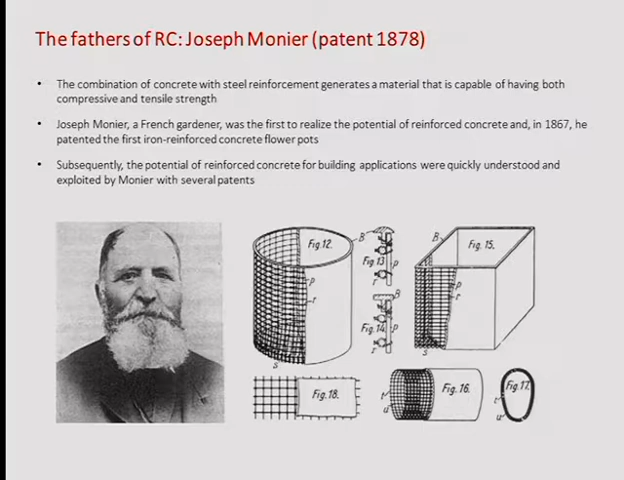 The fathers of RC: Joseph Monier (patent 1878)
• The combination of concrete with steel reinforcement generates a material that is capable of having both
compressive and tensile strength
• Joseph Monier, a French gardener, was the first to realize the potential of reinforced concrete and, in 1867, he
patented the first iron-reinforced concrete flower pots
• Subsequently, the potential of reinforced concrete for building applications were quickly understood and
exploited by Monier with several patents
Fig.12.
B
Fig.13
p
r
B
Fig.14
p
r
p
r
s
B
Fig.15.
p
r
s
Fig.18.
t
u
Fig.16.
Fig.17.
t
u